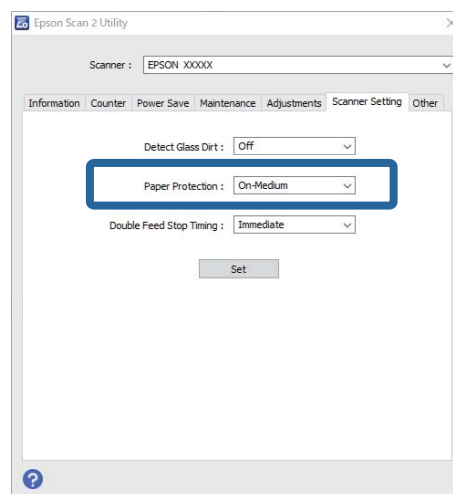 Epson Scan 2 Utility
Scanner : EPSON XXXXX
Information Counter Power Save Maintenance Adjustments Scanner Setting Other
Detect Glass Dirt : Off
Paper Protection : On-Medium
Double Feed Stop Timing : Immediate
Set
?